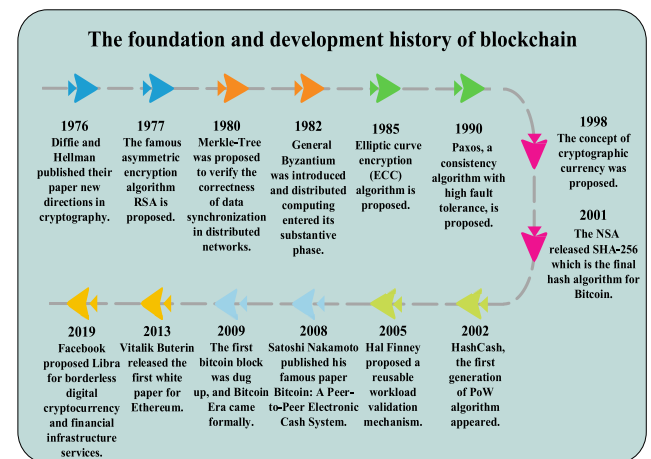 The foundation and development history of blockchain
1976
Diffie and
Hellman
published their
paper new
directions in
cryptography.
1977
The famous
asymmetric
encryption
algorithm
RSA is
proposed.
1980
Merkle-Tree
was proposed
to verify the
correctness
of data
synchronization
in distributed
networks.
1982
General
Byzantium
was introduced
and distributed
computing
entered its
substantive
phase.
1985
Elliptic curve
encryption
(ECC)
algorithm is
proposed.
1990
Paxos, a
consistency
algorithm with
high fault
tolerance, is
proposed.
1998
The concept of
cryptographic
currency was
proposed.
2001
The NSA
released SHA-256
which is the final
hash algorithm for
Bitcoin.
2019
Facebook
proposed Libra
for borderless
digital
cryptocurrency
and financial
infrastructure
services.
2013
Vitalik Buterin
released the
first white
paper for
Ethereum.
2009
The first
bitcoin block
was dug
up, and Bitcoin
Era came
formally.
2008
Satoshi Nakamoto
published his
famous paper
Bitcoin: A Peer-
to-Peer Electronic
Cash System.
2005
Hal Finney
proposed a
reusable
workload
validation
mechanism.
2002
HashCash,
the first
generation
of PoW
algorithm
appeared.